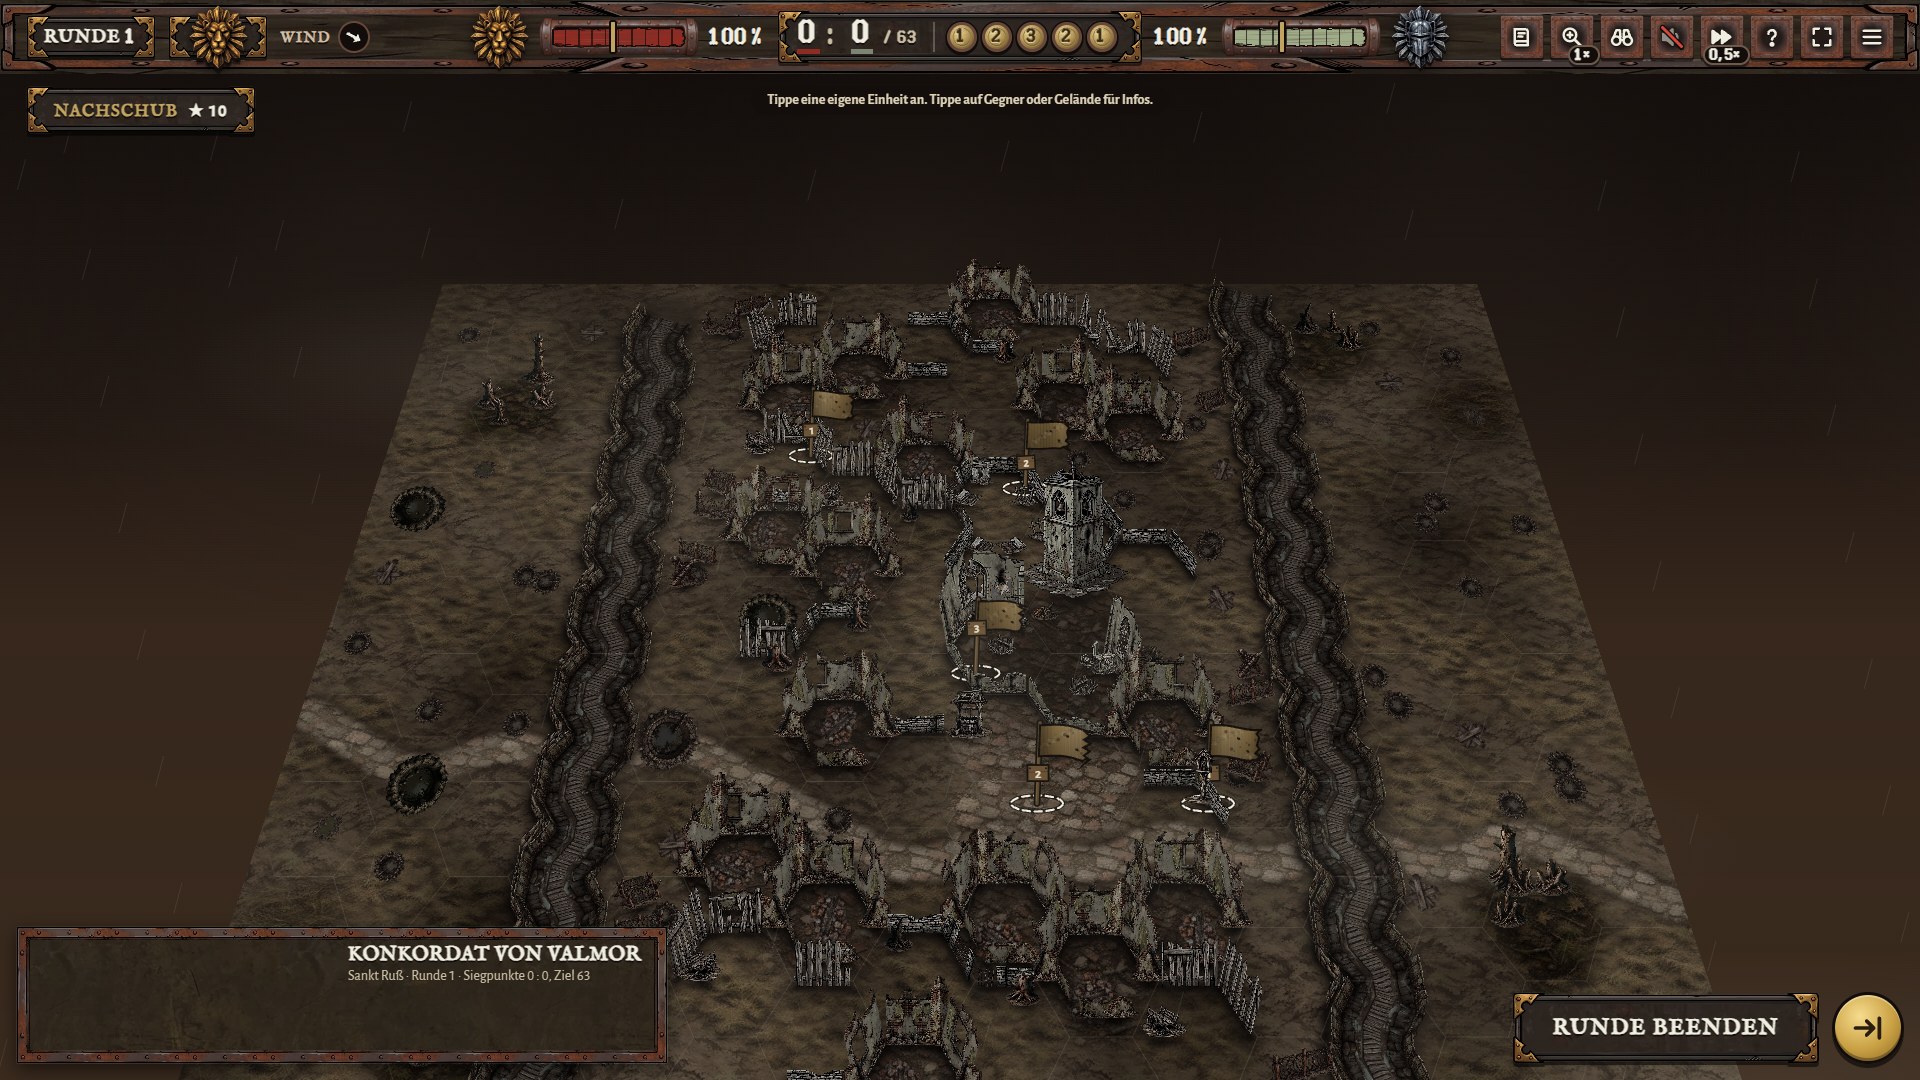 RUNDE 1
WIND
100 %
0 : 0 / 63
1 2 3 2 1
100 %
1x
0,5x
?
NACHSCHUB ★ 10
Tippe eine eigene Einheit an. Tippe auf Gegner oder Gelände für Infos.
1
2
3
2
KONKORDAT VON VALMOR
Sankt Ruß · Runde 1 · Siegpunkte 0 : 0, Ziel 63
RUNDE BEENDEN